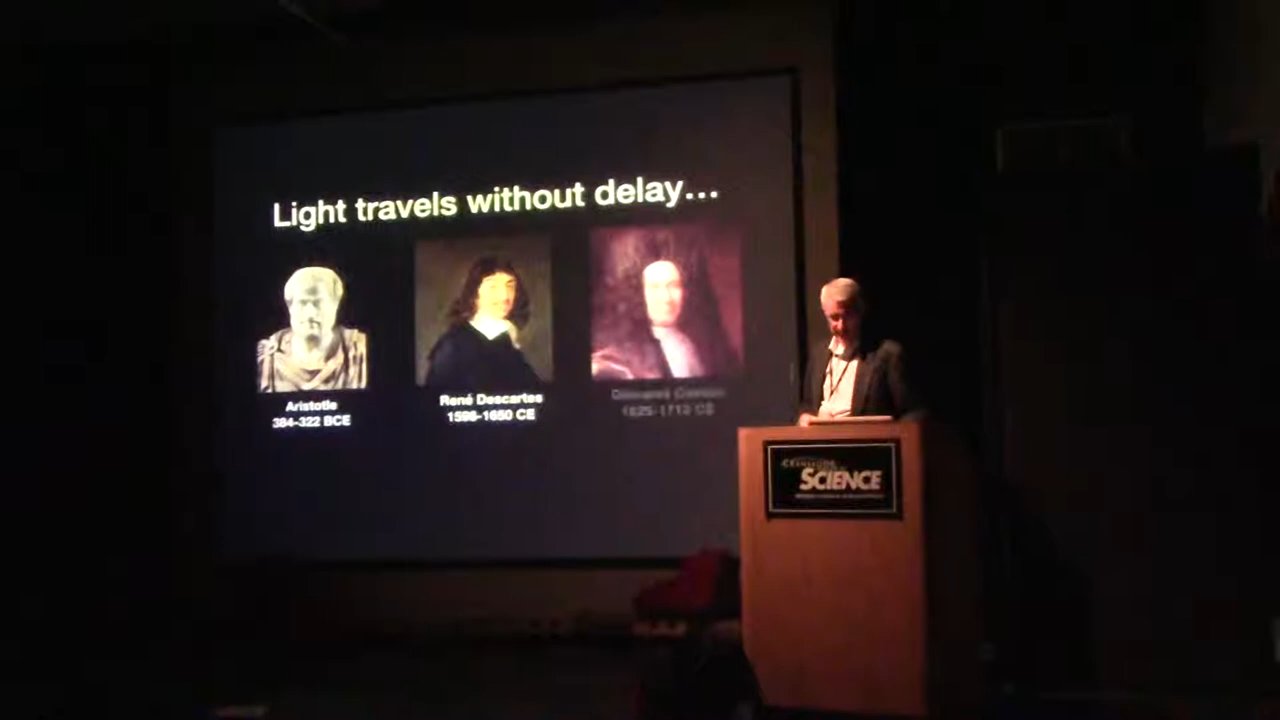 Light travels without delay...
Aristotle
384-322 BCE
René Descartes
1596-1650 CE
Giovanni Cassini
1625-1712 CE
SCIENCE